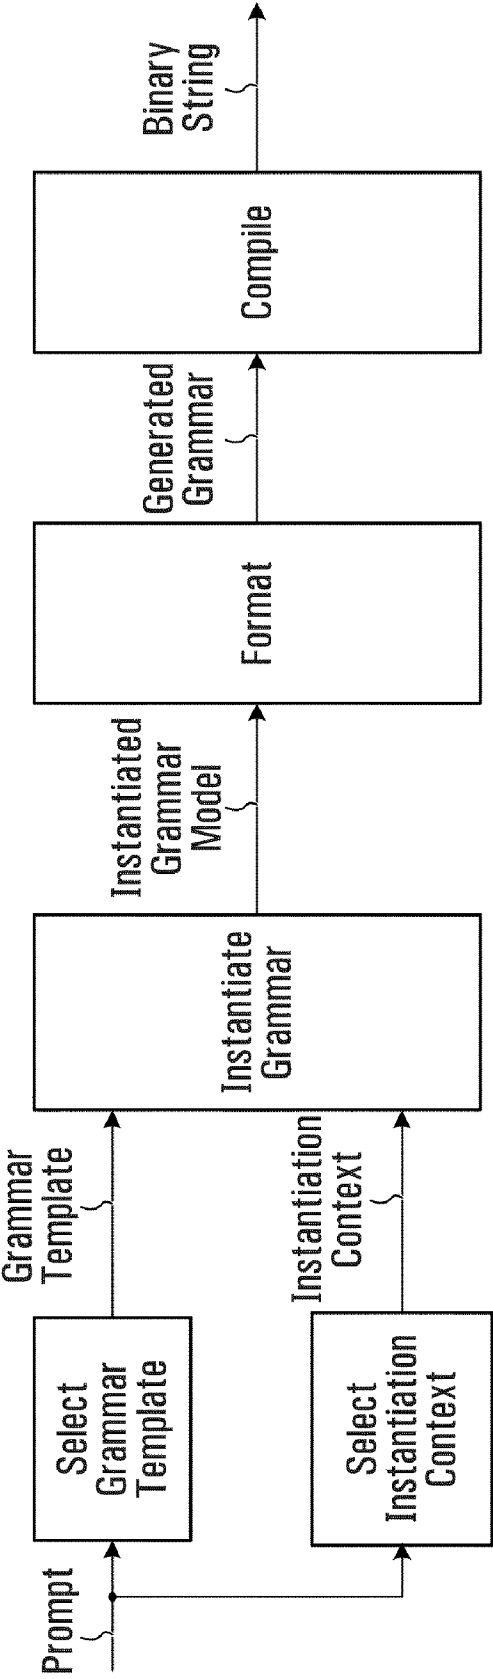 Prompt
Select
Grammar
Template
Select
Instantiation
Context
Grammar
Template
Instantiation
Context
Instantiate
Grammar
Instantiated
Grammar
Model
Format
Generated
Grammar
Compile
Binary
String